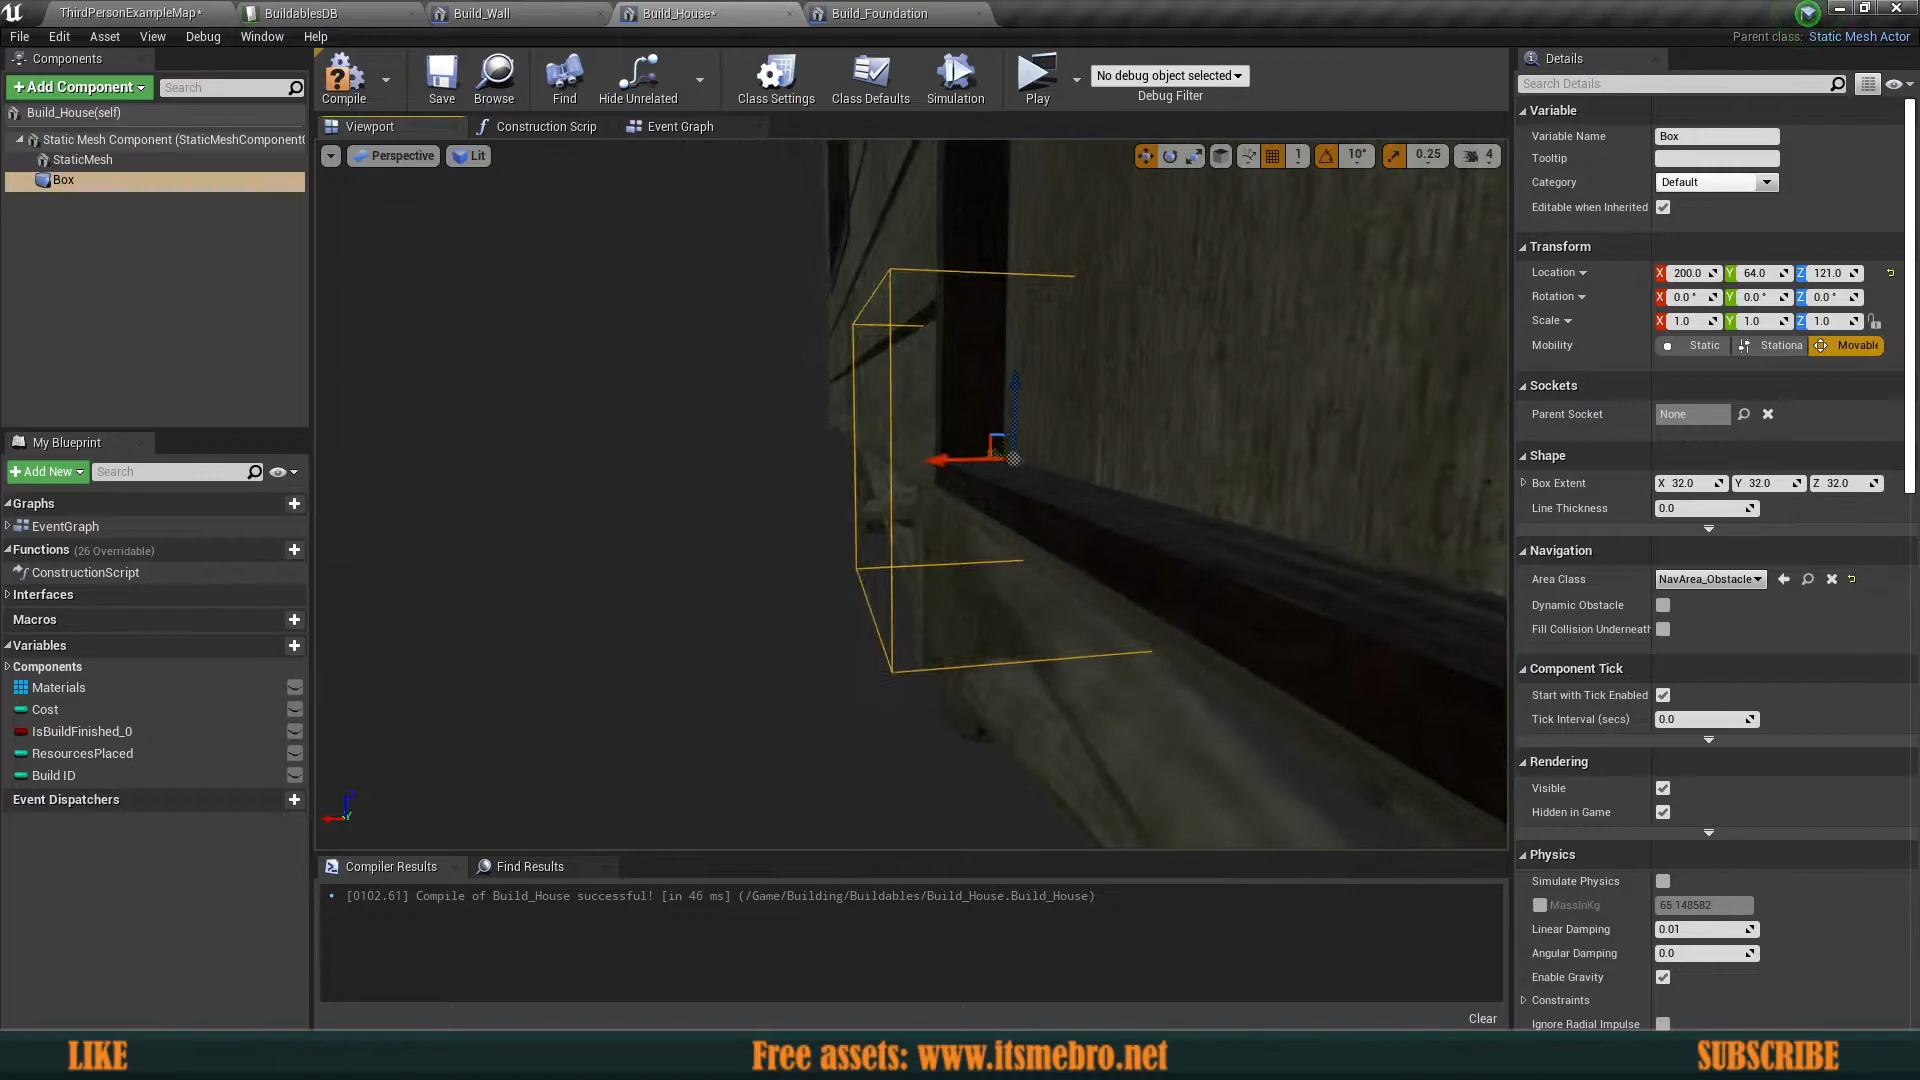 ThirdPersonExampleMap*
BuildablesDB
Build_Wall
Build_House*
Build_Foundation
File Edit Asset View Debug Window Help
Parent class: Static Mesh Actor
Components
+Add Component
Search
Build_House(self)
Static Mesh Component (StaticMeshComponent0
StaticMesh
Box
Compile
Save
Browse
Find
Hide Unrelated
Class Settings
Class Defaults
Simulation
Play
No debug object selected
Debug Filter
Viewport
Construction Scrip
Event Graph
Perspective
Lit
1
10°
0.25
4
My Blueprint
+Add New
Search
Graphs
EventGraph
Functions (26 Overridable)
ConstructionScript
Interfaces
Macros
Variables
Components
Materials
Cost
IsBuildFinished_0
ResourcesPlaced
Build ID
Event Dispatchers
Compiler Results
Find Results
[0102.61] Compile of Build_House successful! [in 46 ms] (/Game/Building/Buildables/Build_House.Build_House)
Clear
Details
Search Details
Variable
Variable Name Box
Tooltip
Category Default
Editable when Inherited
Transform
Location X 200.0 Y 64.0 Z 121.0
Rotation X 0.0° Y 0.0° Z 0.0°
Scale X 1.0 Y 1.0 Z 1.0
Mobility Static Stationa Movable
Sockets
Parent Socket None
Shape
Box Extent X 32.0 Y 32.0 Z 32.0
Line Thickness 0.0
Navigation
Area Class NavArea_Obstacle
Dynamic Obstacle
Fill Collision Underneath
Component Tick
Start with Tick Enabled
Tick Interval (secs) 0.0
Rendering
Visible
Hidden in Game
Physics
Simulate Physics
MassInKg 65.148582
Linear Damping 0.01
Angular Damping 0.0
Enable Gravity
Constraints
Ignore Radial Impulse
LIKE
Free assets: www.itsmebro.net
SUBSCRIBE